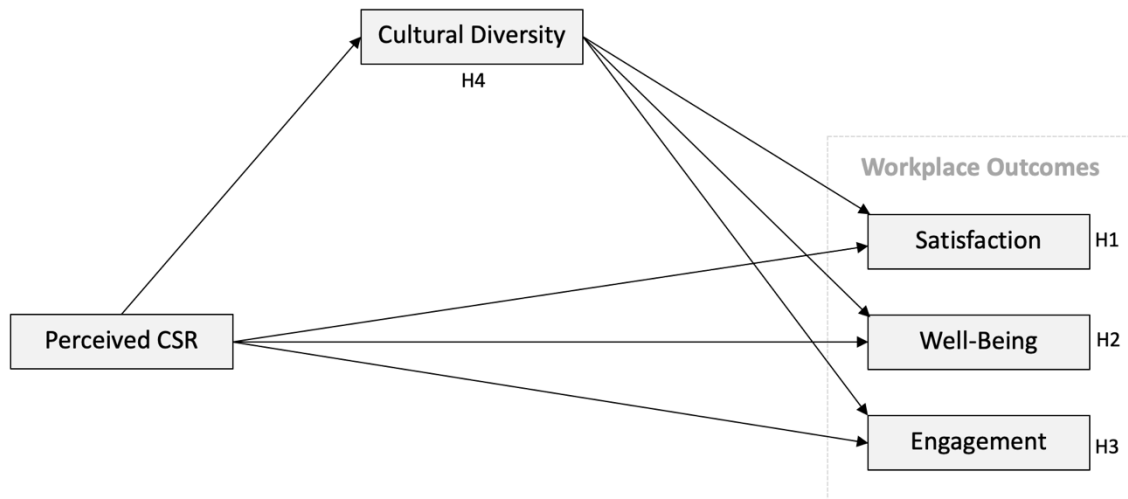 Cultural Diversity
H4
Workplace Outcomes
Satisfaction
H1
Perceived CSR
Well-Being
H2
Engagement
H3